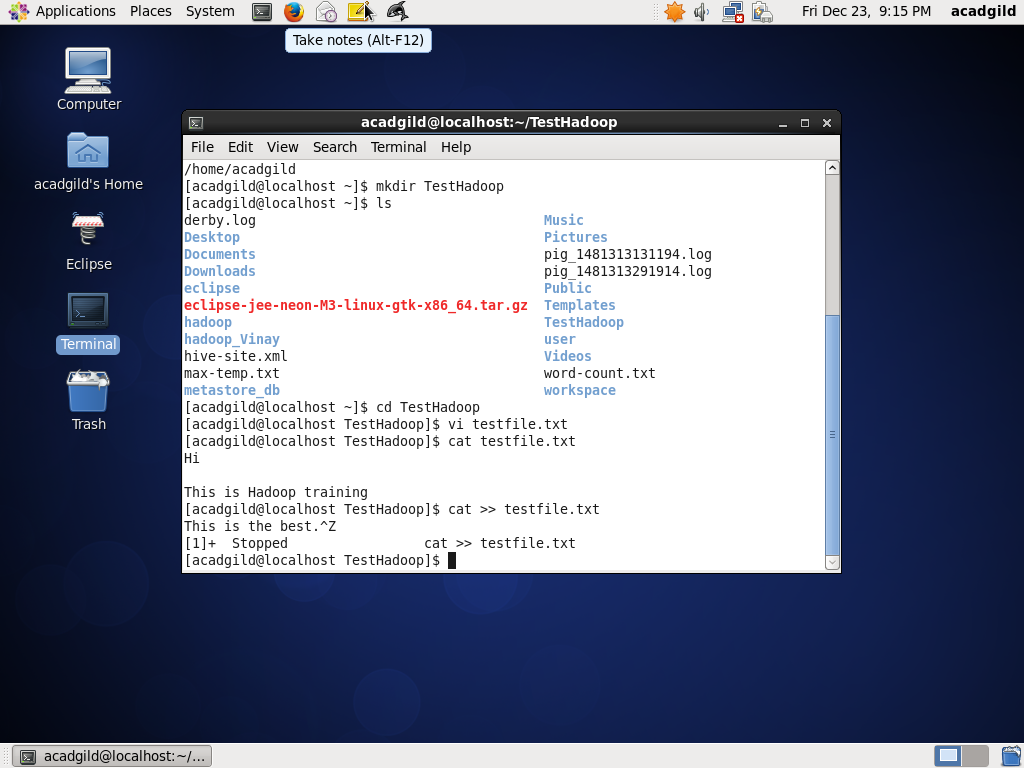 Applications Places System Fri Dec 23, 9:15 PM acadgild
Take notes (Alt-F12)
Computer
acadgild's Home
Eclipse
Terminal
Trash
acadgild@localhost:~/TestHadoop
File Edit View Search Terminal Help
/home/acadgild
[acadgild@localhost ~]$ mkdir TestHadoop
[acadgild@localhost ~]$ ls
derby.log Music
Desktop Pictures
Documents pig_1481313131194.log
Downloads pig_1481313291914.log
eclipse Public
eclipse-jee-neon-M3-linux-gtk-x86_64.tar.gz Templates
hadoop TestHadoop
hadoop_Vinay user
hive-site.xml Videos
max-temp.txt word-count.txt
metastore_db workspace
[acadgild@localhost ~]$ cd TestHadoop
[acadgild@localhost TestHadoop]$ vi testfile.txt
[acadgild@localhost TestHadoop]$ cat testfile.txt
Hi
This is Hadoop training
[acadgild@localhost TestHadoop]$ cat >> testfile.txt
This is the best.^Z
[1]+ Stopped cat >> testfile.txt
[acadgild@localhost TestHadoop]$
acadgild@localhost:~/...